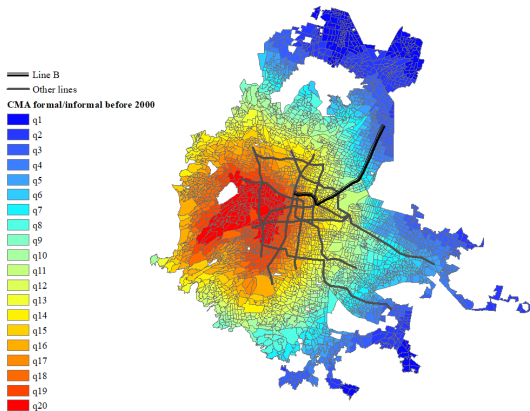 Line B
Other lines
CMA formal/informal before 2000
q1
q2
q3
q4
q5
q6
q7
q8
q9
q10
q11
q12
q13
q14
q15
q16
q17
q18
q19
q20